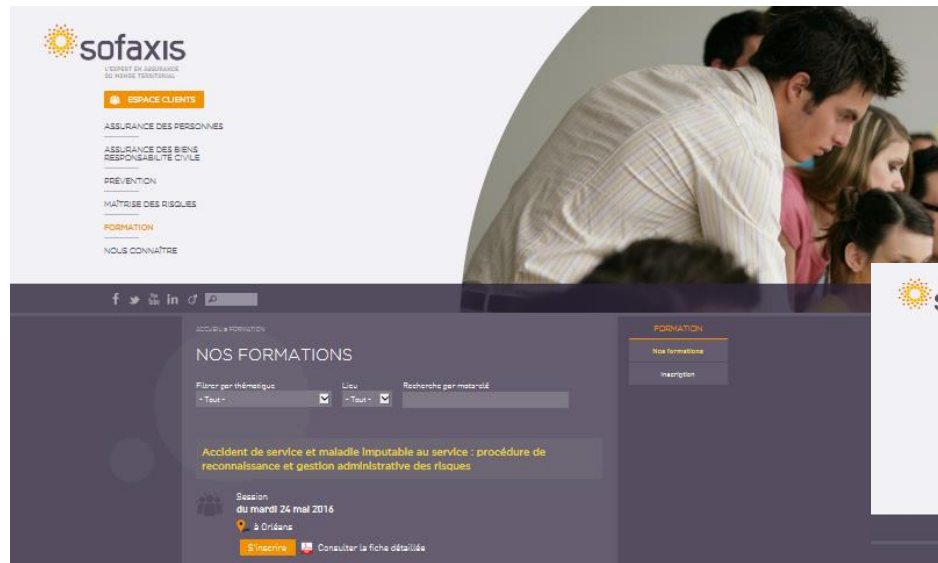 sofaxis
L'EXPERT EN ASSURANCE
DU MONDE TERRITORIAL
ESPACE CLIENTS
ASSURANCE DES PERSONNES
ASSURANCE DES BIENS
RESPONSABILITÉ CIVILE
PRÉVENTION
MAÎTRISE DES RISQUES
FORMATION
NOUS CONNAÎTRE
ACCUEIL FORMATION
NOS FORMATIONS
Filtrer par thématique Lieu Recherche par mots-clé
- Tout - - Tout -
Accident de service et maladie imputable au service : procédure de
reconnaissance et gestion administrative des risques
Session
du mardi 24 mai 2016
à Orléans
S'inscrire Consulter la fiche détaillée
FORMATION
Nos formations
Inscription